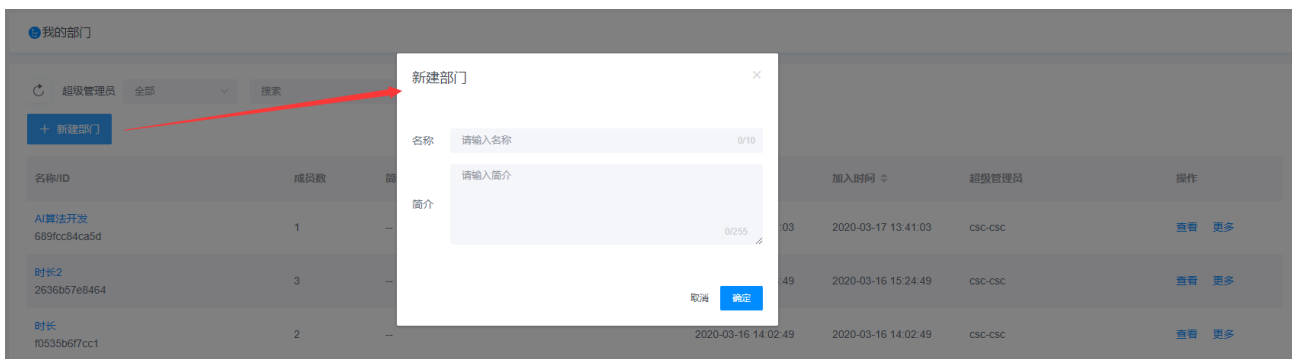 我的部门
超级管理员 全部 搜索
+ 新建部门
新建部门
名称 请输入名称 0/10
简介 请输入简介 0/255
取消 确定
名称/ID 成员数 简 加入时间 超级管理员 操作
AI算法开发
689fcc84ca5d
1 -- :03 2020-03-17 13:41:03 csc-csc 查看 更多
时长2
2636b57e8464
3 -- :49 2020-03-16 15:24:49 csc-csc 查看 更多
时长
f0535b6f7cc1
2 -- 2020-03-16 14:02:49 2020-03-16 14:02:49 csc-csc 查看 更多